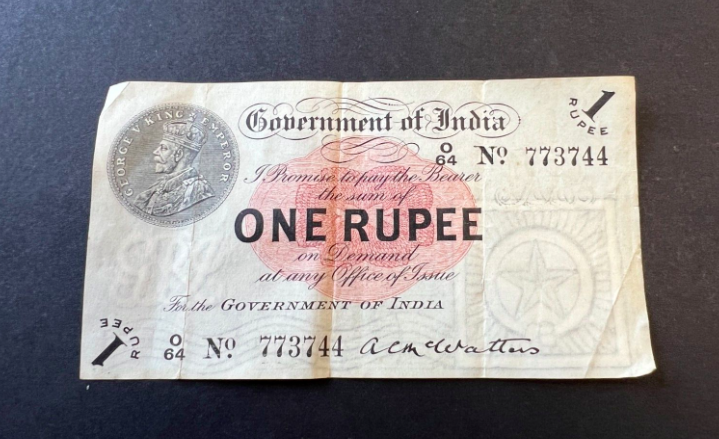 GEORGE V KING EMPEROR
Government of India
1 RUPEE
O/64 Nº 773744
I Promise to pay the Bearer
the sum of
ONE RUPEE
on Demand
at any Office of Issue
For the GOVERNMENT OF INDIA
1 RUPEE
O/64 Nº 773744 A C McWatters